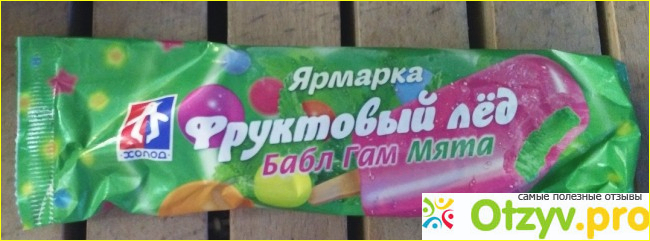 Ярмарка
Фруктовый лёд
Бабл Гам Мята
ХОЛОД
самые полезные отзывы
Otzyv.pro